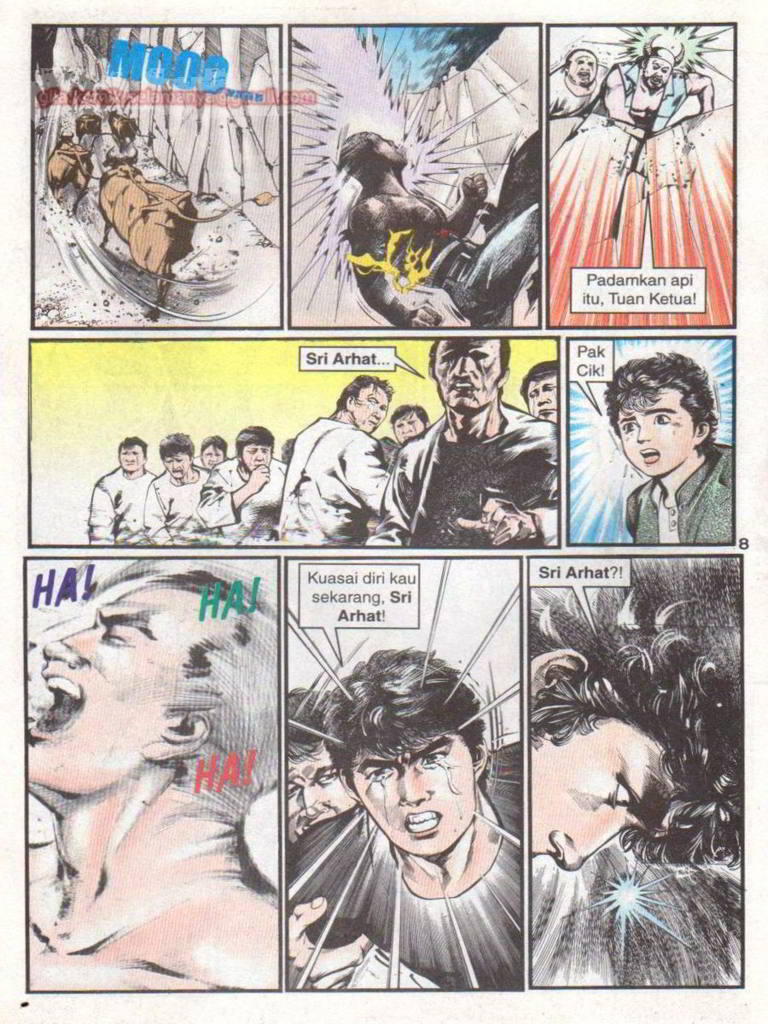 MOOO...
Padamkan api
itu, Tuan Ketua!
Sri Arhat...
Pak
Cik!
8
HA!
HA!
HA!
Kuasai diri kau
sekarang, Sri
Arhat!
Sri Arhat?!